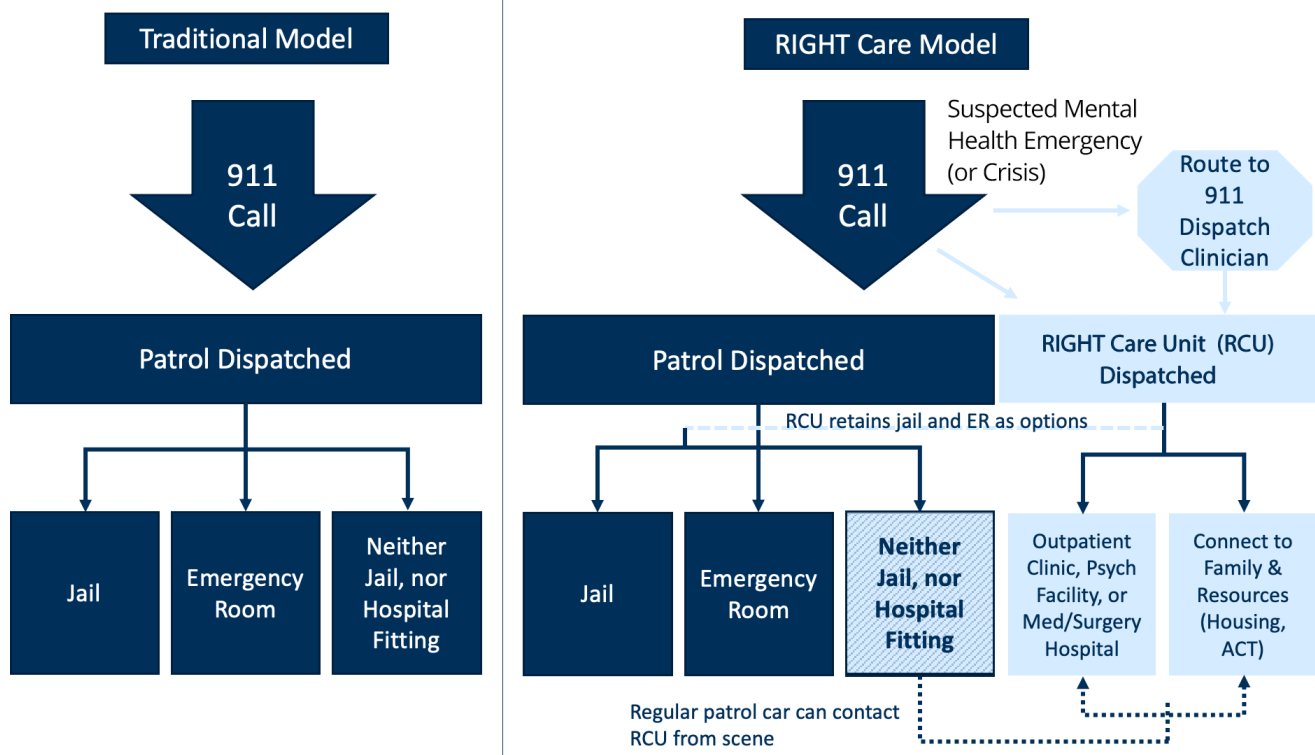 Traditional Model
911
Call
Patrol Dispatched
Jail
Emergency
Room
Neither
Jail, nor
Hospital
Fitting
RIGHT Care Model
911
Call
Suspected Mental
Health Emergency
(or Crisis)
Route to
911
Dispatch
Clinician
Patrol Dispatched
RIGHT Care Unit (RCU)
Dispatched
RCU retains jail and ER as options
Jail
Emergency
Room
Neither
Jail, nor
Hospital
Fitting
Outpatient
Clinic, Psych
Facility, or
Med/Surgery
Hospital
Connect to
Family &
Resources
(Housing,
ACT)
Regular patrol car can contact
RCU from scene